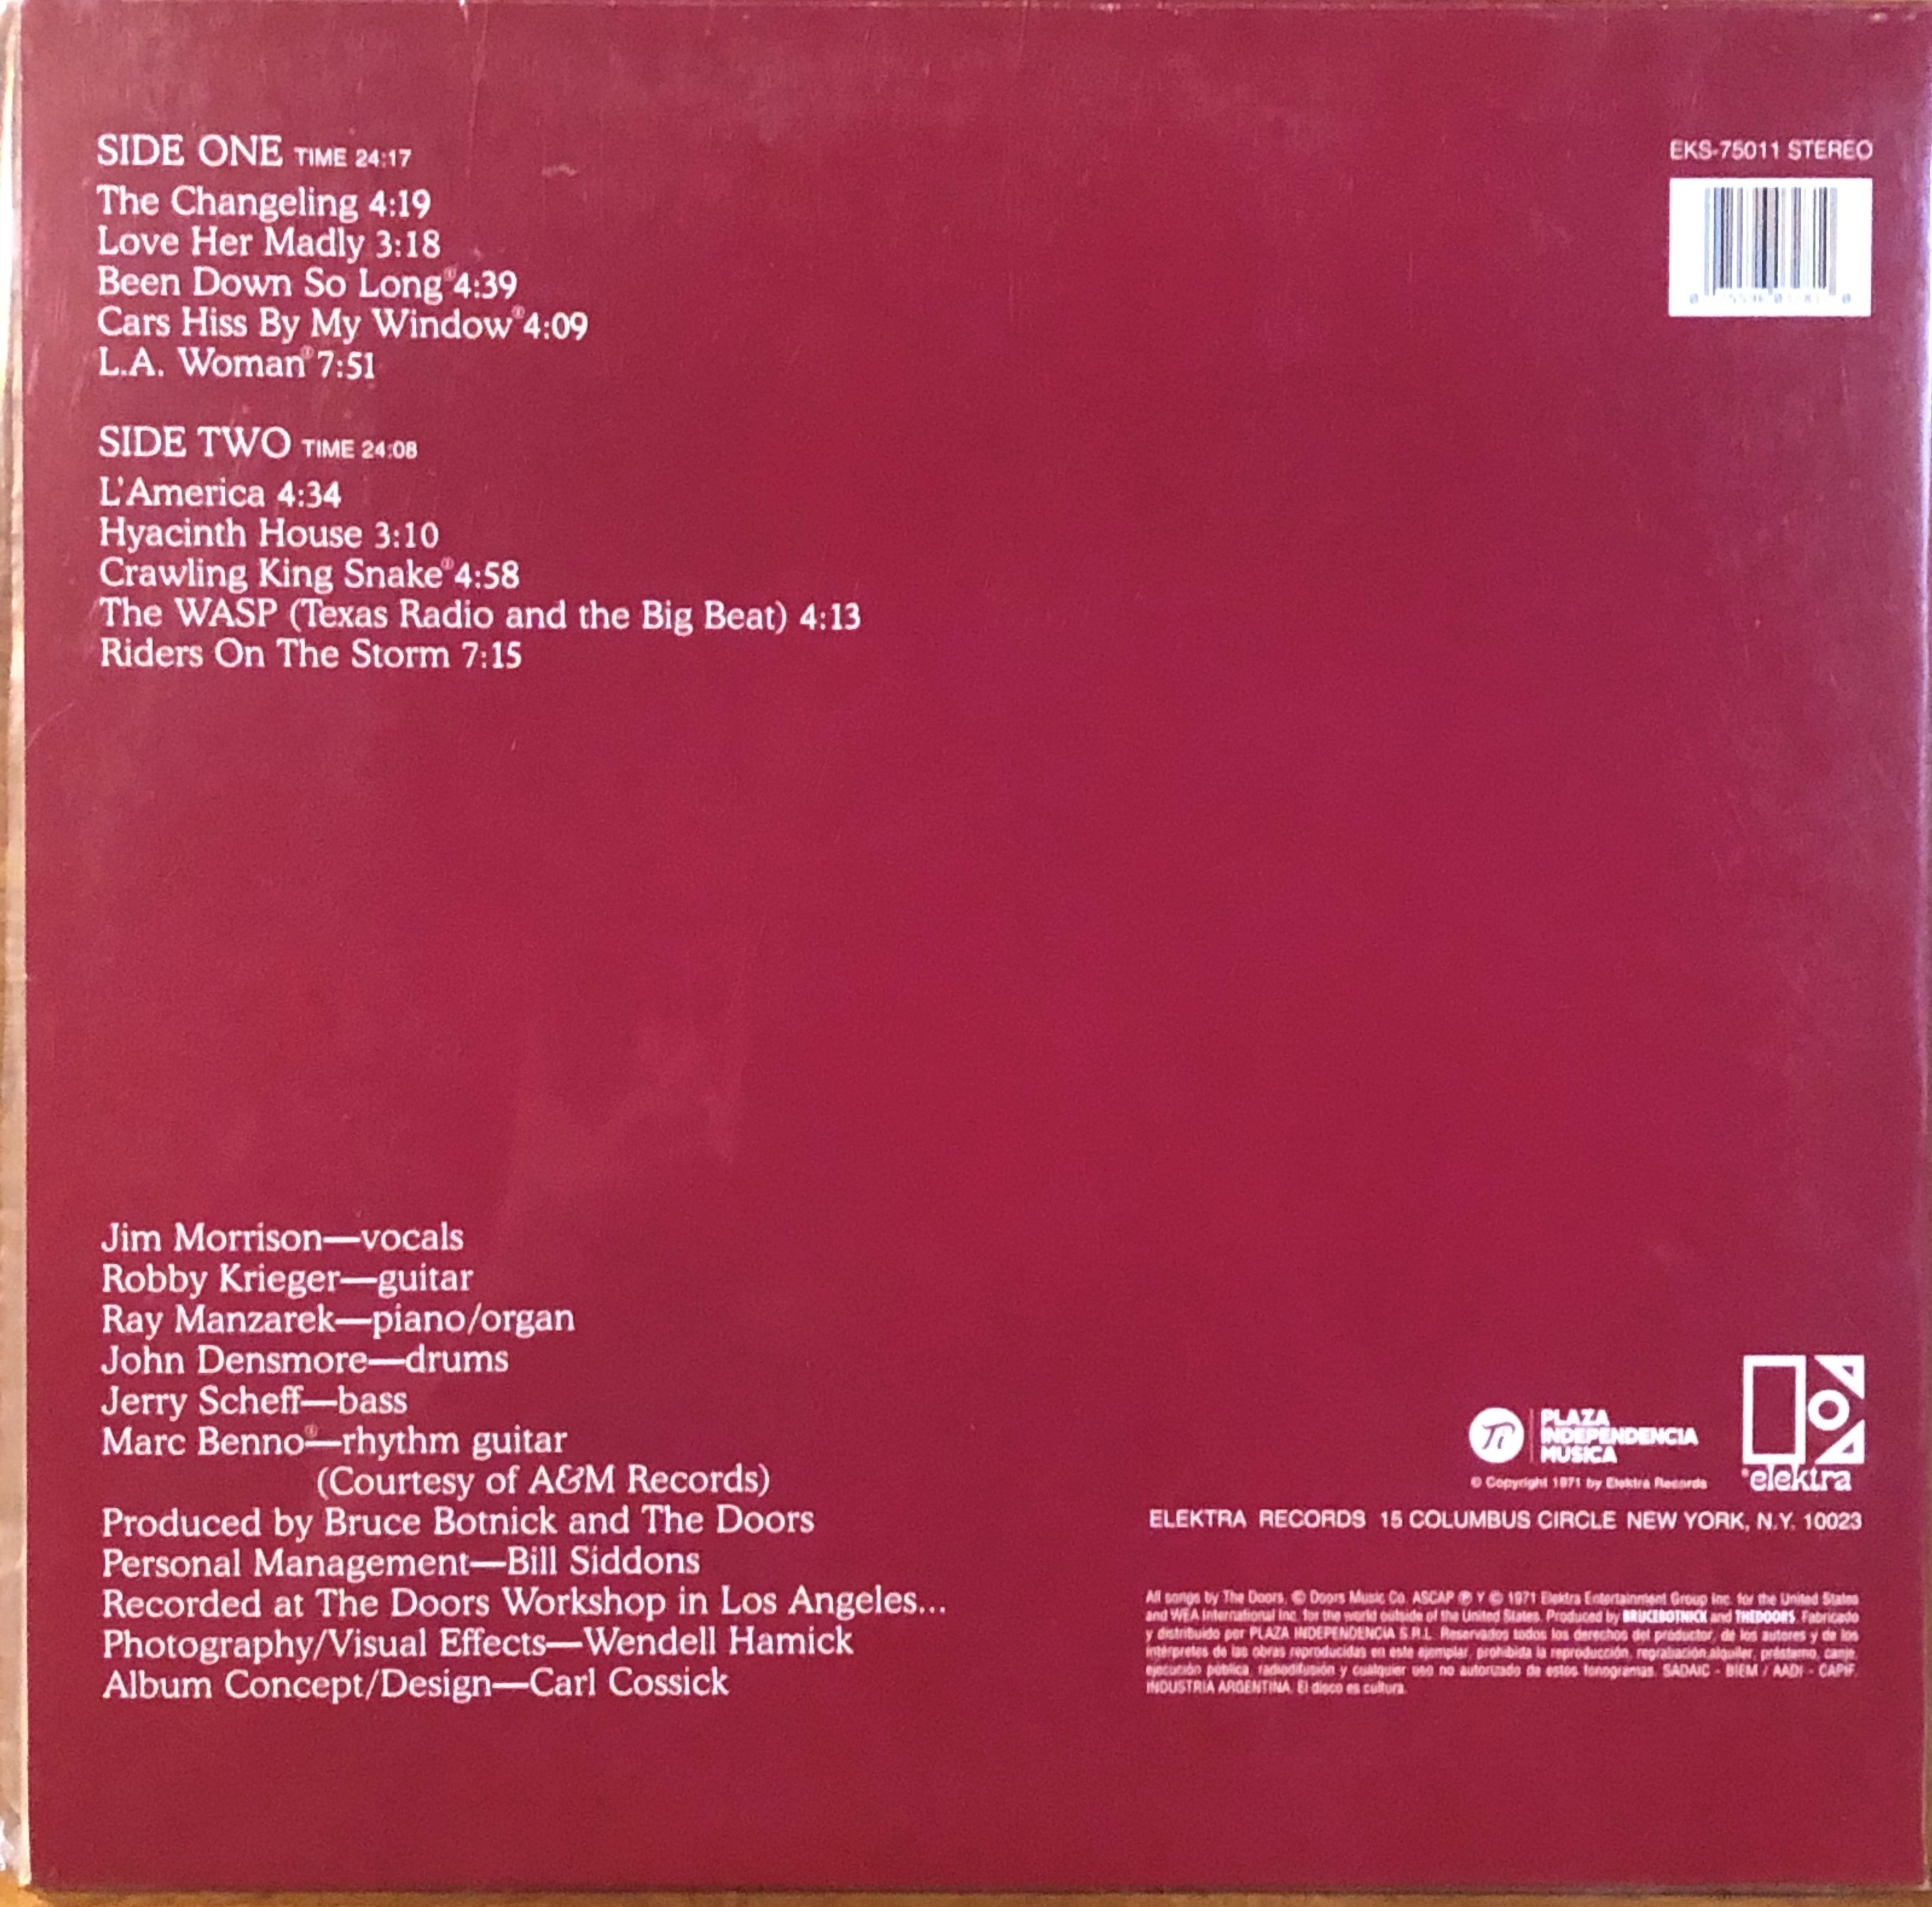 SIDE ONE TIME 24:17
The Changeling 4:19
Love Her Madly 3:18
Been Down So Long① 4:39
Cars Hiss By My Window① 4:09
L.A. Woman① 7:51
SIDE TWO TIME 24:08
L'America 4:34
Hyacinth House 3:10
Crawling King Snake① 4:58
The WASP (Texas Radio and the Big Beat) 4:13
Riders On The Storm 7:15
EKS-75011 STEREO
Jim Morrison—vocals
Robby Krieger—guitar
Ray Manzarek—piano/organ
John Densmore—drums
Jerry Scheff—bass
Marc Benno①—rhythm guitar
(Courtesy of A&M Records)
Produced by Bruce Botnick and The Doors
Personal Management—Bill Siddons
Recorded at The Doors Workshop in Los Angeles...
Photography/Visual Effects—Wendell Hamick
Album Concept/Design—Carl Cossick
PLAZA
INDEPENDENCIA
MUSICA
© Copyright 1971 by Elektra Records
elektra
ELEKTRA RECORDS 15 COLUMBUS CIRCLE NEW YORK, N.Y. 10023
All songs by The Doors, © Doors Music Co. ASCAP ℗ Y © 1971 Elektra Entertainment Group Inc. for the United States
and WEA International Inc. for the world outside of the United States. Produced by BRUCEBOTNICK and THEDOORS. Fabricado
y distribuido por PLAZA INDEPENDENCIA S.R.L. Reservados todos los derechos del productor, de los autores y de los
intérpretes de las obras reproducidas en este ejemplar, prohibida la reproducción, regrabación,alquiler, préstamo, canje,
ejecución pública, radiodifusión y cualquier uso no autorizado de estos fonogramas. SADAIC - BIEM / AADI - CAPIF.
INDUSTRIA ARGENTINA. El disco es cultura.